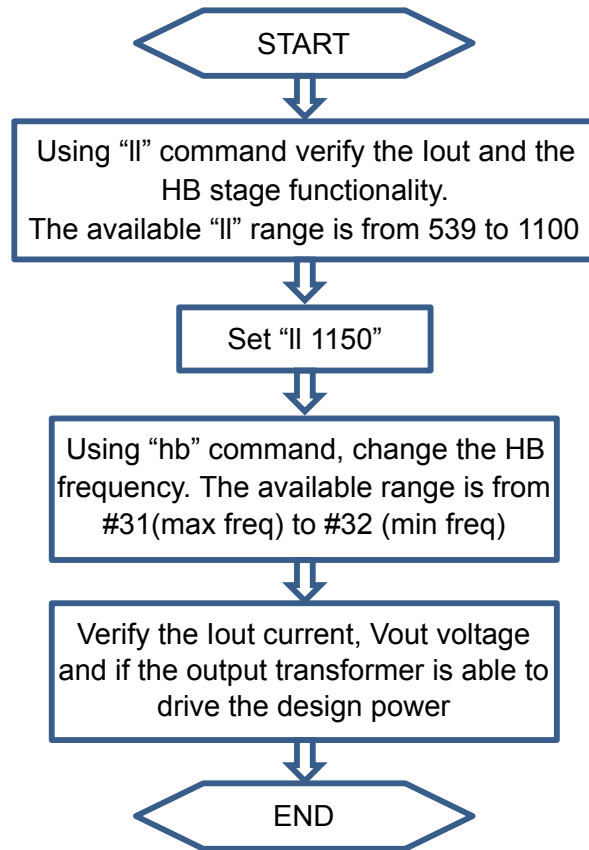 START
Using “ll” command verify the Iout and the
HB stage functionality.
The available “ll” range is from 539 to 1100
Set “ll 1150”
Using “hb” command, change the HB
frequency. The available range is from
#31(max freq) to #32 (min freq)
Verify the Iout current, Vout voltage
and if the output transformer is able to
drive the design power
END